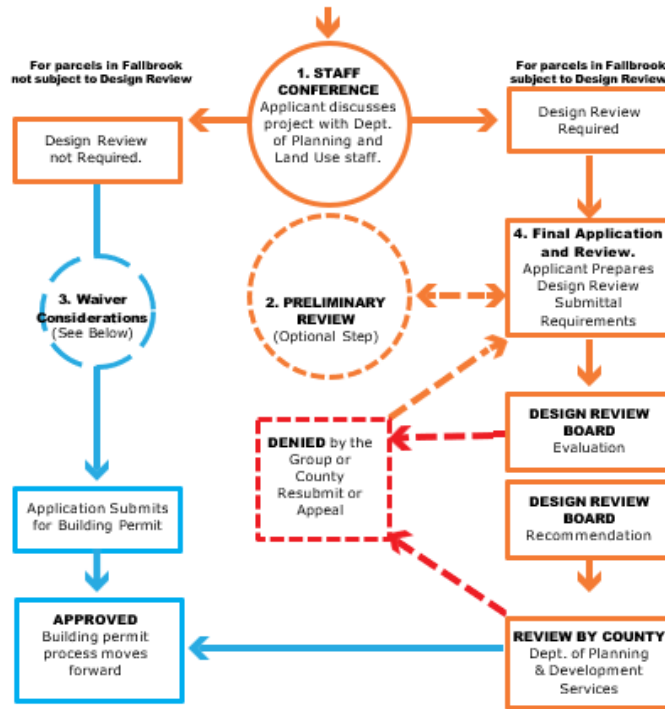 For parcels in Fallbrook
not subject to Design Review
1. STAFF
CONFERENCE
Applicant discusses
project with Dept.
of Planning and
Land Use staff.
For parcels in Fallbrook
subject to Design Review
Design Review
not Required.
Design Review
Required
3. Waiver
Considerations
(See Below)
2. PRELIMINARY
REVIEW
(Optional Step)
4. Final Application
and Review.
Applicant Prepares
Design Review
Submittal
Requirements
DENIED by the
Group or
County
Resubmit or
Appeal
DESIGN REVIEW
BOARD
Evaluation
Application Submits
for Building Permit
DESIGN REVIEW
BOARD
Recommendation
APPROVED
Building permit
process moves
forward
REVIEW BY COUNTY
Dept. of Planning
& Development
Services